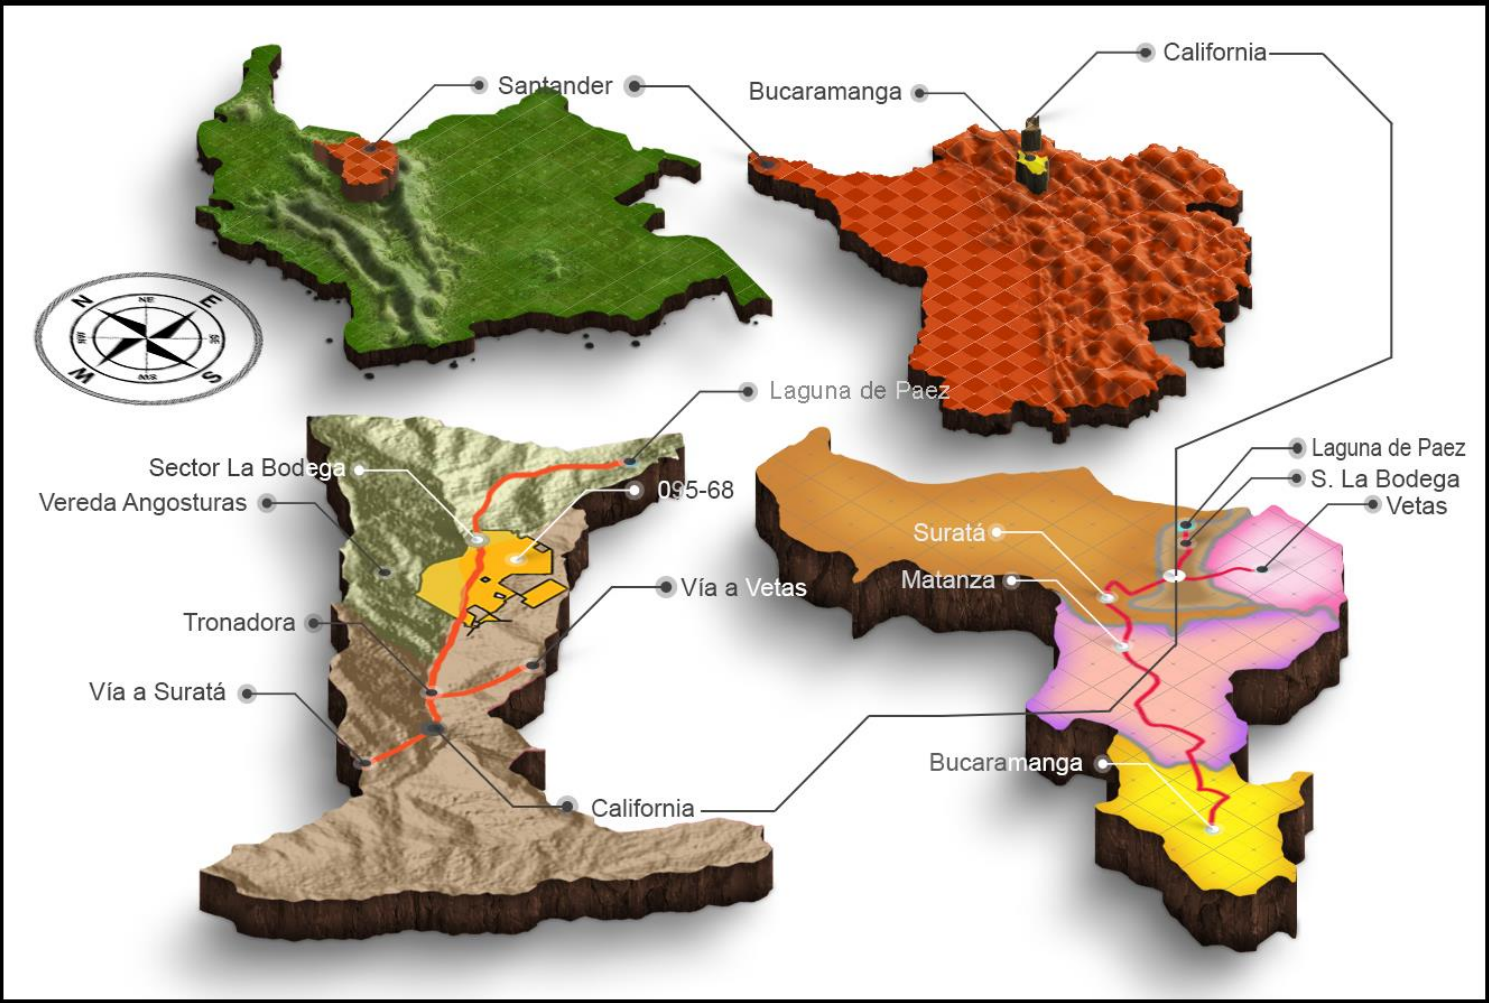 Santander
California
Bucaramanga
N
NE
E
S
W
Laguna de Paez
Sector La Bodega
Vereda Angosturas
095-68
Vía a Vetas
Tronadora
Vía a Suratá
California
Laguna de Paez
S. La Bodega
Vetas
Suratá
Matanza
Bucaramanga